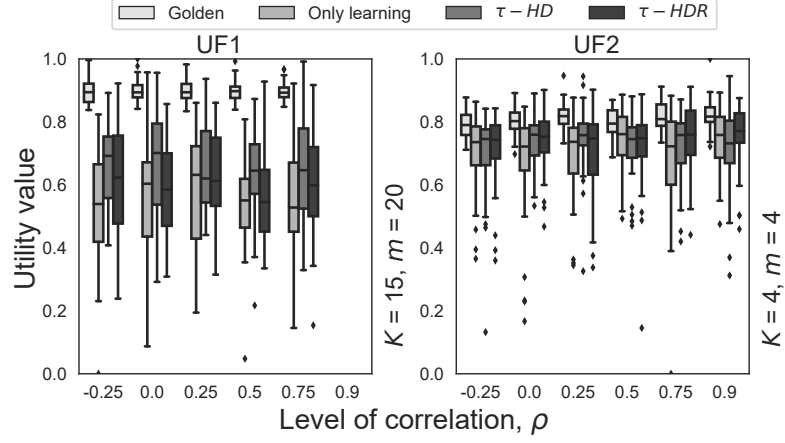 Golden Only learning τ − HD τ − HDR
UF1 UF2
Utility value
1.0
0.8
0.6
0.4
0.2
0.0
-0.25 0.0 0.25 0.5 0.75 0.9
K = 15, m = 20
1.0
0.8
0.6
0.4
0.2
0.0
-0.25 0.0 0.25 0.5 0.75 0.9
K = 4, m = 4
Level of correlation, ρ